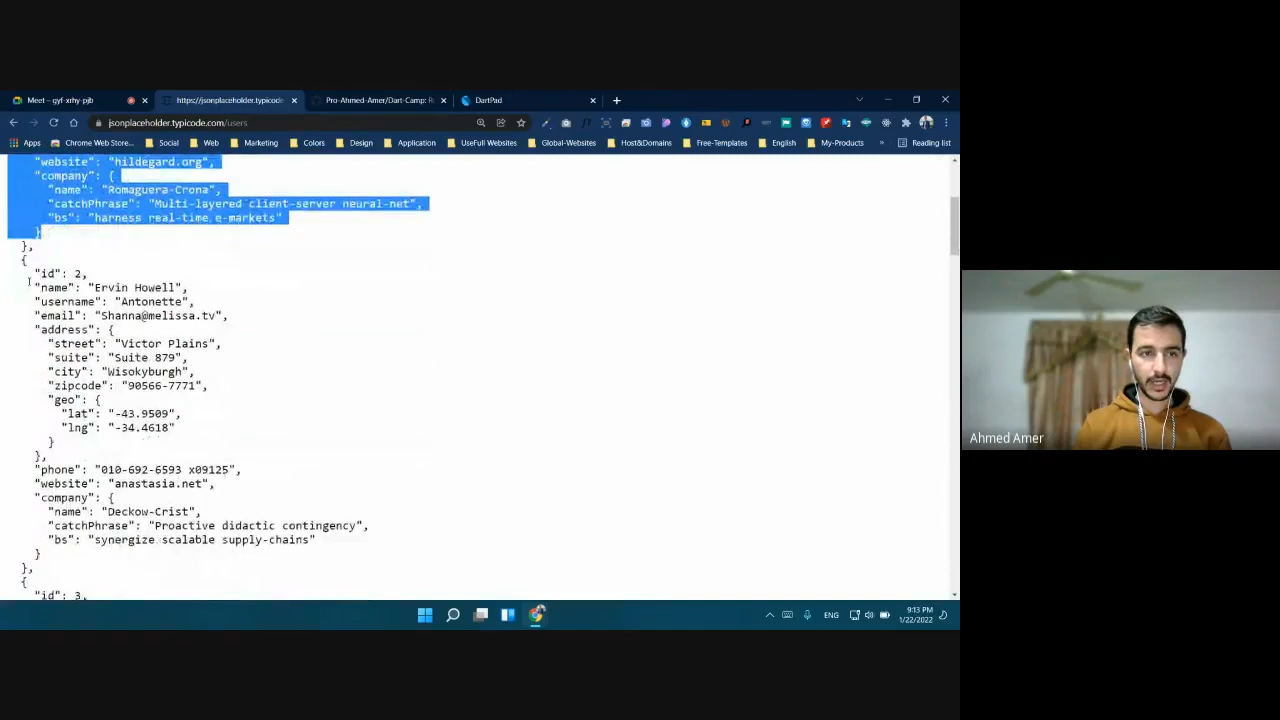 Meet – gyf-xrhy-pjb
https://jsonplaceholder.typicode
Pro-Ahmed-Amer/Dart-Camp: R
DartPad
jsonplaceholder.typicode.com/users
Apps
Chrome Web Store...
Social
Web
Marketing
Colors
Design
Application
UseFull Websites
Global-Websites
Host&Domains
Free-Templates
English
My-Products
Reading list
"website": "hildegard.org",
"company": {
"name": "Romaguera-Crona",
"catchPhrase": "Multi-layered client-server neural-net",
"bs": "harness real-time e-markets"
}
},
{
"id": 2,
"name": "Ervin Howell",
"username": "Antonette",
"email": "Shanna@melissa.tv",
"address": {
"street": "Victor Plains",
"suite": "Suite 879",
"city": "Wisokyburgh",
"zipcode": "90566-7771",
"geo": {
"lat": "-43.9509",
"lng": "-34.4618"
}
},
"phone": "010-692-6593 x09125",
"website": "anastasia.net",
"company": {
"name": "Deckow-Crist",
"catchPhrase": "Proactive didactic contingency",
"bs": "synergize scalable supply-chains"
}
},
{
"id": 3,
Ahmed Amer
ENG
9:13 PM
1/22/2022